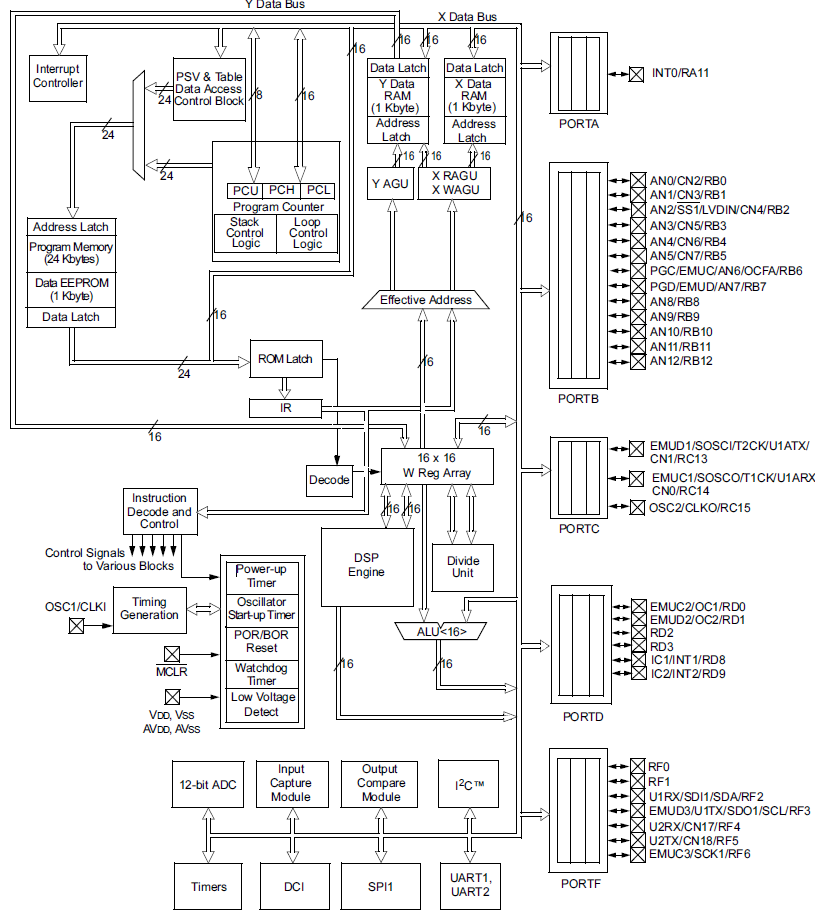 Y Data Bus
X Data Bus
16
16
16
16
Interrupt
Controller
PSV & Table
Data Access
Control Block
24
8
16
Data Latch
Y Data
RAM
(1 Kbyte)
Address
Latch
Data Latch
X Data
RAM
(1 Kbyte)
Address
Latch
24
24
16
16
16
Y AGU
X RAGU
X WAGU
PCU
PCH
PCL
Program Counter
Stack
Control
Logic
Loop
Control
Logic
Address Latch
Program Memory
(24 Kbytes)
Data EEPROM
(1 Kbyte)
Data Latch
16
Effective Address
24
ROM Latch
16
IR
16
16
16 x 16
W Reg Array
Decode
16
16
Instruction
Decode and
Control
Control Signals
to Various Blocks
DSP
Engine
Divide
Unit
Power-up
Timer
Oscillator
Start-up Timer
POR/BOR
Reset
Watchdog
Timer
Low Voltage
Detect
OSC1/CLKI
Timing
Generation
MCLR
VDD, VSS
AVDD, AVSS
ALU<16>
16
16
12-bit ADC
Input
Capture
Module
Output
Compare
Module
I2C™
Timers
DCI
SPI1
UART1,
UART2
16
INT0/RA11
PORTA
AN0/CN2/RB0
AN1/CN3/RB1
AN2/SS1/LVDIN/CN4/RB2
AN3/CN5/RB3
AN4/CN6/RB4
AN5/CN7/RB5
PGC/EMUC/AN6/OCFA/RB6
PGD/EMUD/AN7/RB7
AN8/RB8
AN9/RB9
AN10/RB10
AN11/RB11
AN12/RB12
PORTB
EMUD1/SOSCI/T2CK/U1ATX/
CN1/RC13
EMUC1/SOSCO/T1CK/U1ARX
CN0/RC14
OSC2/CLKO/RC15
PORTC
EMUC2/OC1/RD0
EMUD2/OC2/RD1
RD2
RD3
IC1/INT1/RD8
IC2/INT2/RD9
PORTD
RF0
RF1
U1RX/SDI1/SDA/RF2
EMUD3/U1TX/SDO1/SCL/RF3
U2RX/CN17/RF4
U2TX/CN18/RF5
EMUC3/SCK1/RF6
PORTF